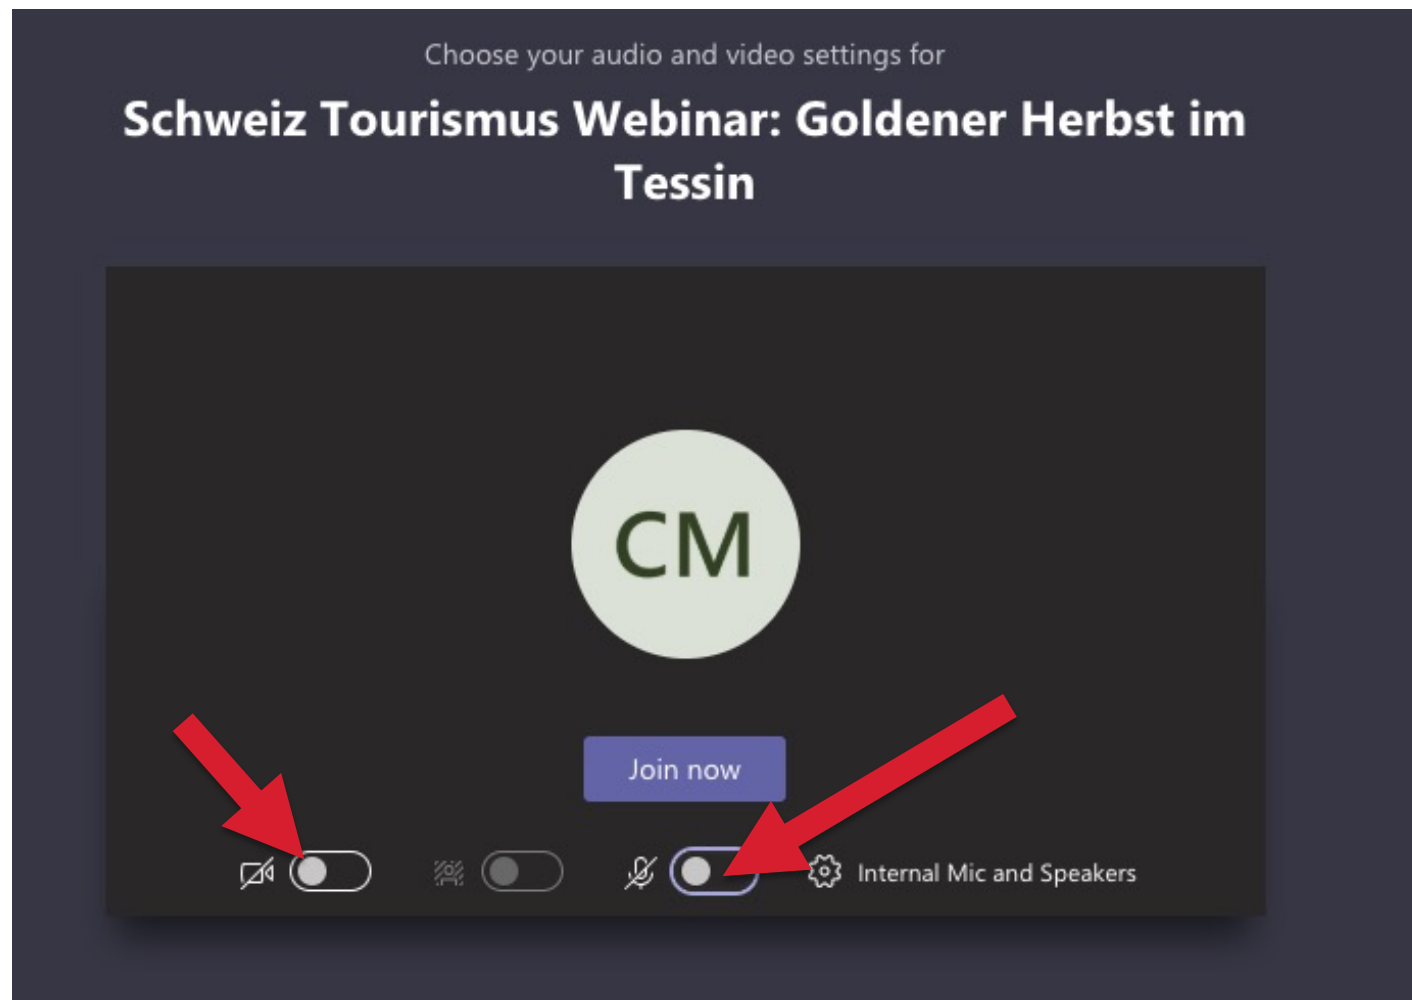 Choose your audio and video settings for
Schweiz Tourismus Webinar: Goldener Herbst im
Tessin
CM
Join now
Internal Mic and Speakers